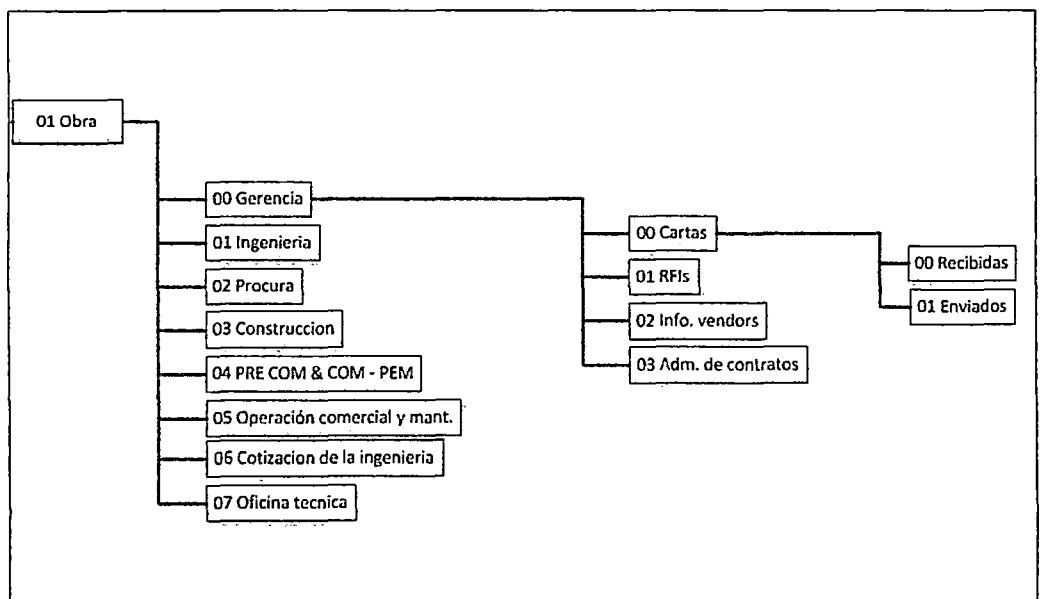 01 Obra
00 Gerencia
01 Ingenieria
02 Procura
03 Construccion
04 PRE COM & COM - PEM
05 Operación comercial y mant.
06 Cotizacion de la ingenieria
07 Oficina tecnica
00 Cartas
01 RFIs
02 Info. vendors
03 Adm. de contratos
00 Recibidas
01 Enviados